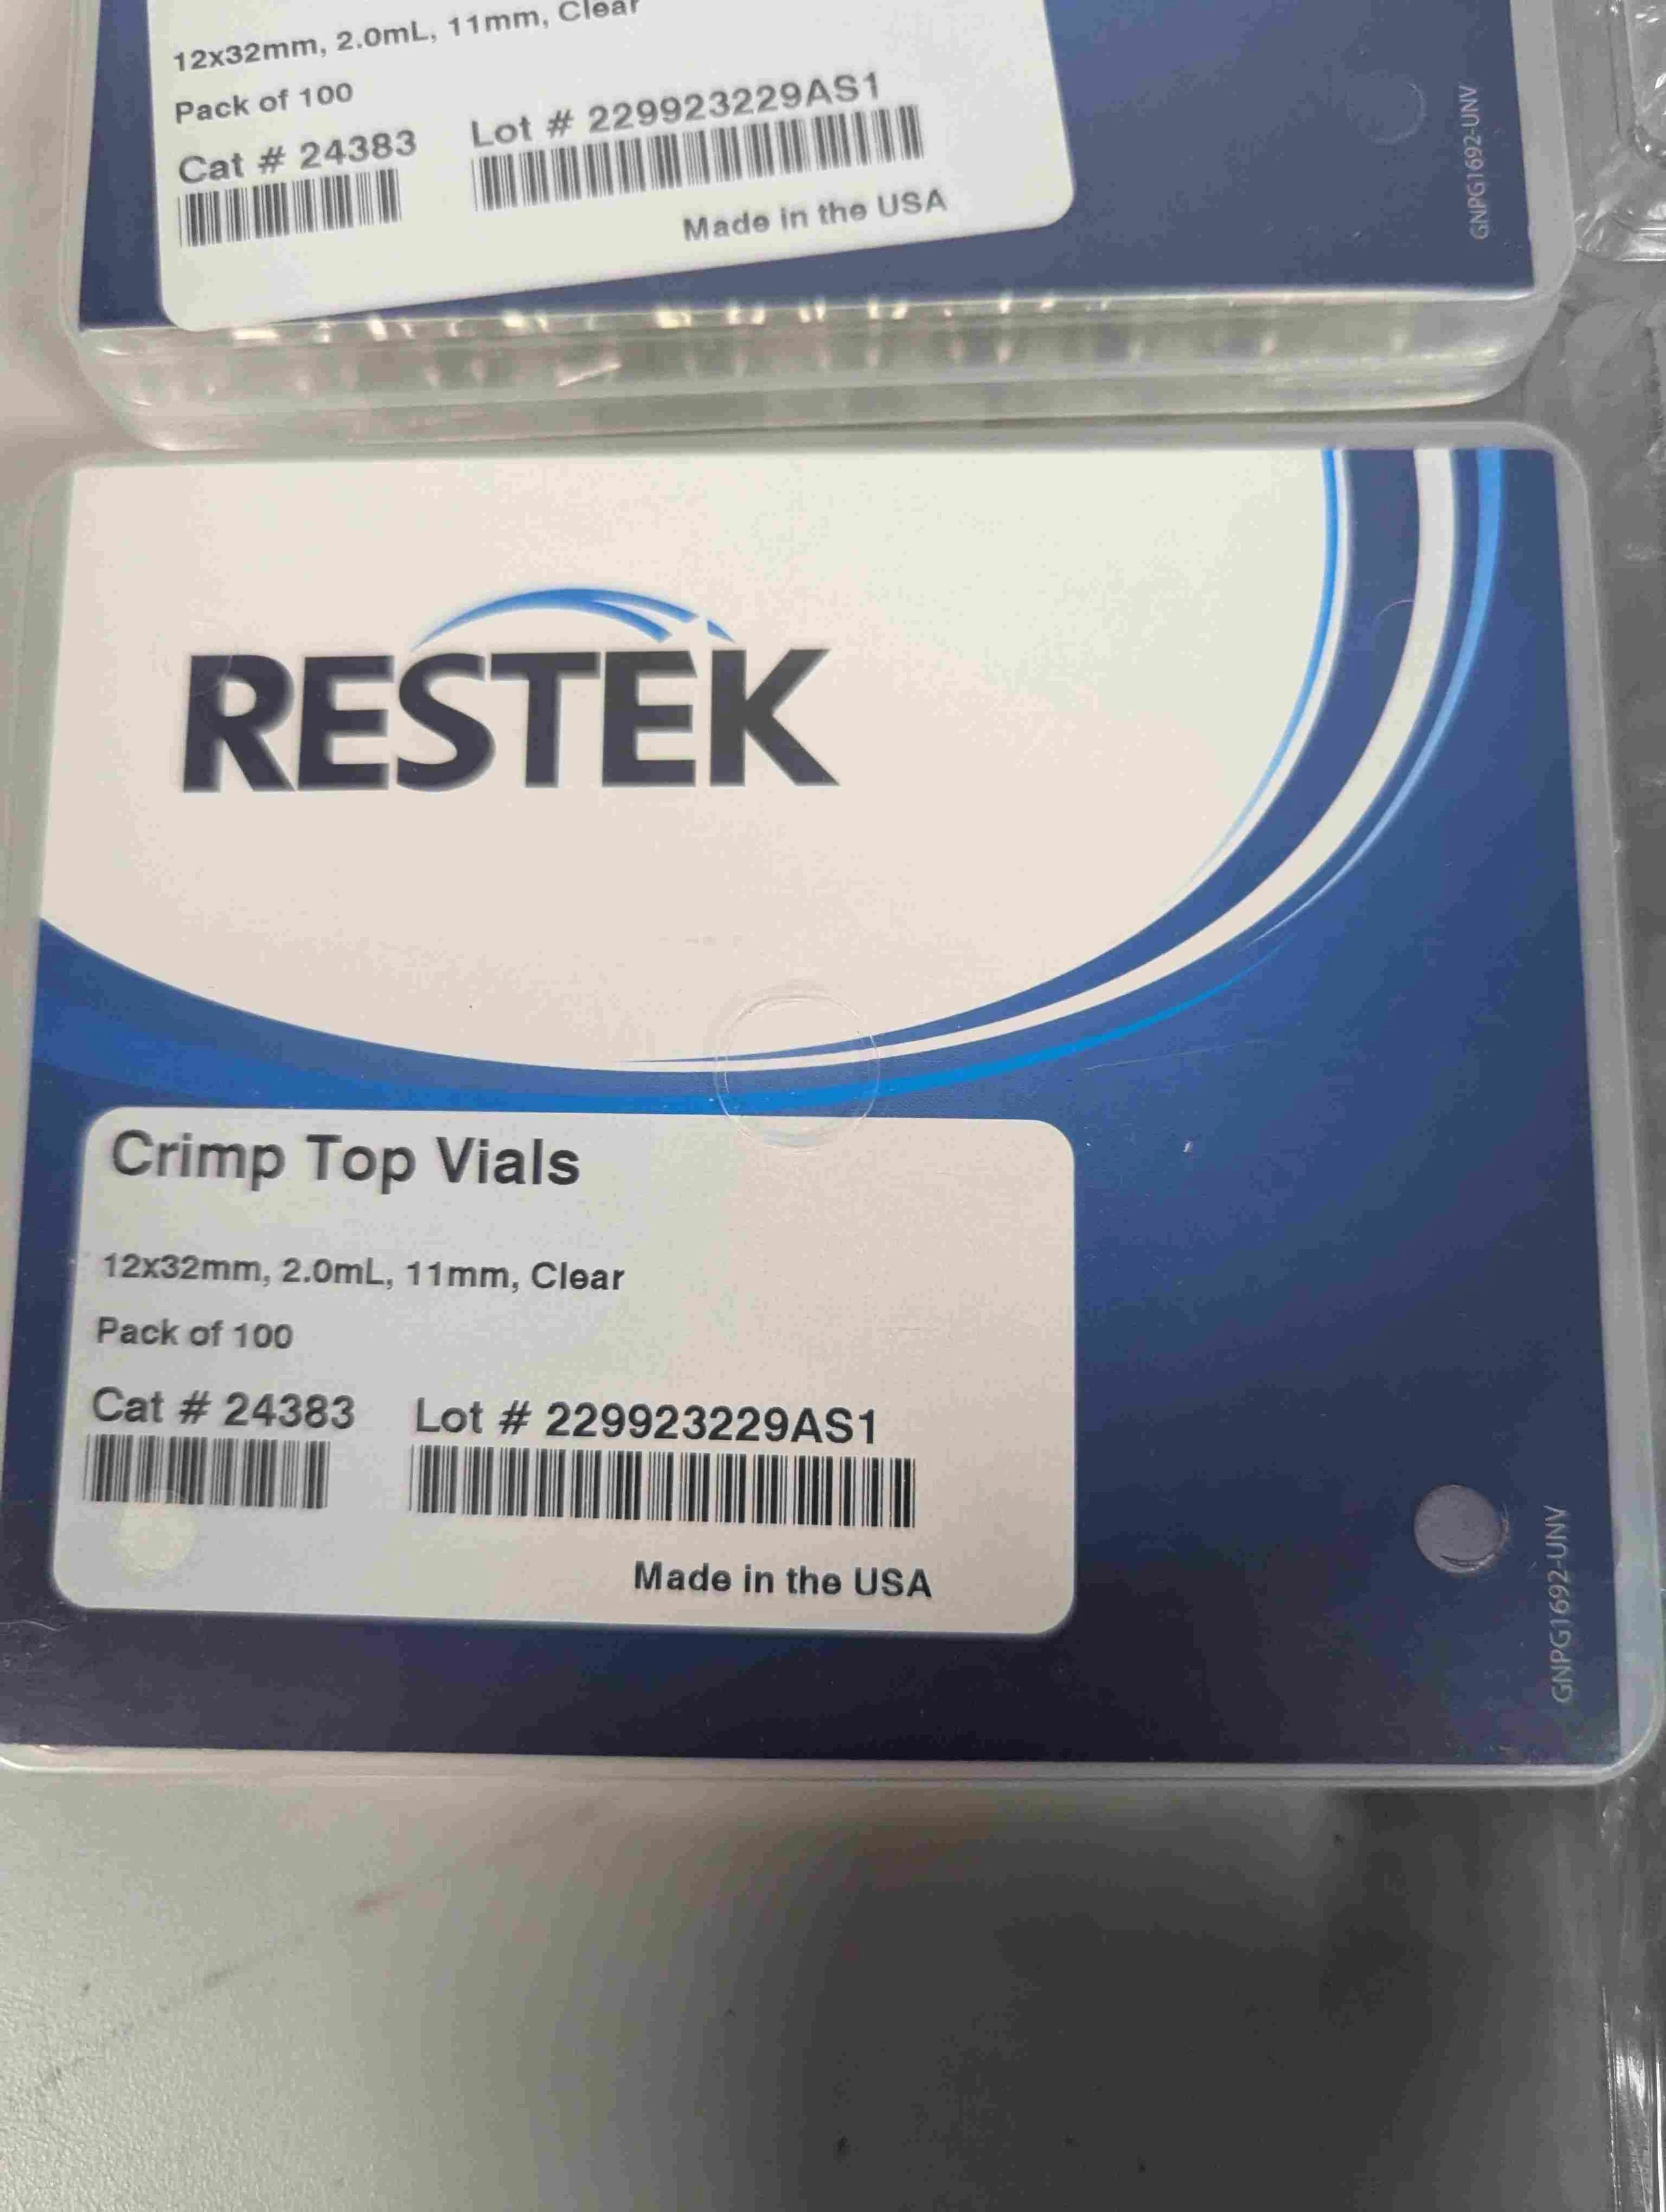 12x32mm, 2.0mL, 11mm, Clear
Pack of 100
Cat # 24383 Lot # 229923229AS1
Made in the USA
GNPG1692-UNV
RESTEK
Crimp Top Vials
12x32mm, 2.0mL, 11mm, Clear
Pack of 100
Cat # 24383 Lot # 229923229AS1
Made in the USA
GNPG1692-UNV